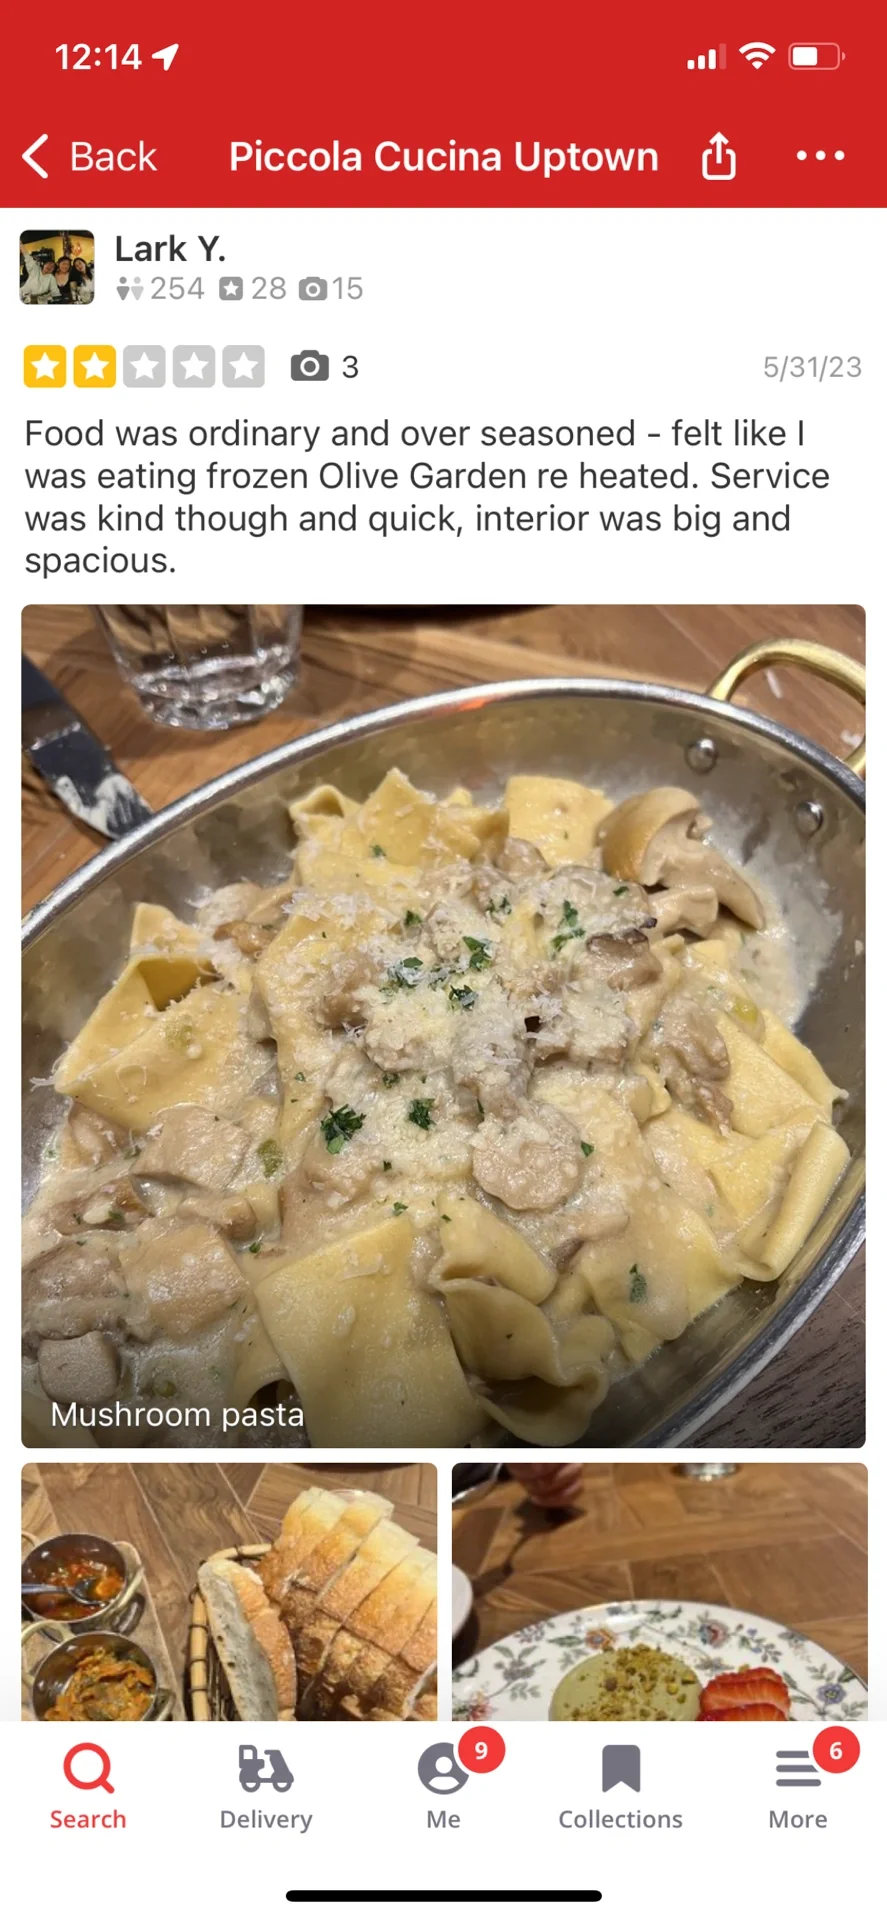 12:14
Back Piccola Cucina Uptown
Lark Y.
254 28 15
3 5/31/23
Food was ordinary and over seasoned - felt like I
was eating frozen Olive Garden re heated. Service
was kind though and quick, interior was big and
spacious.
Mushroom pasta
9 6
Search Delivery Me Collections More